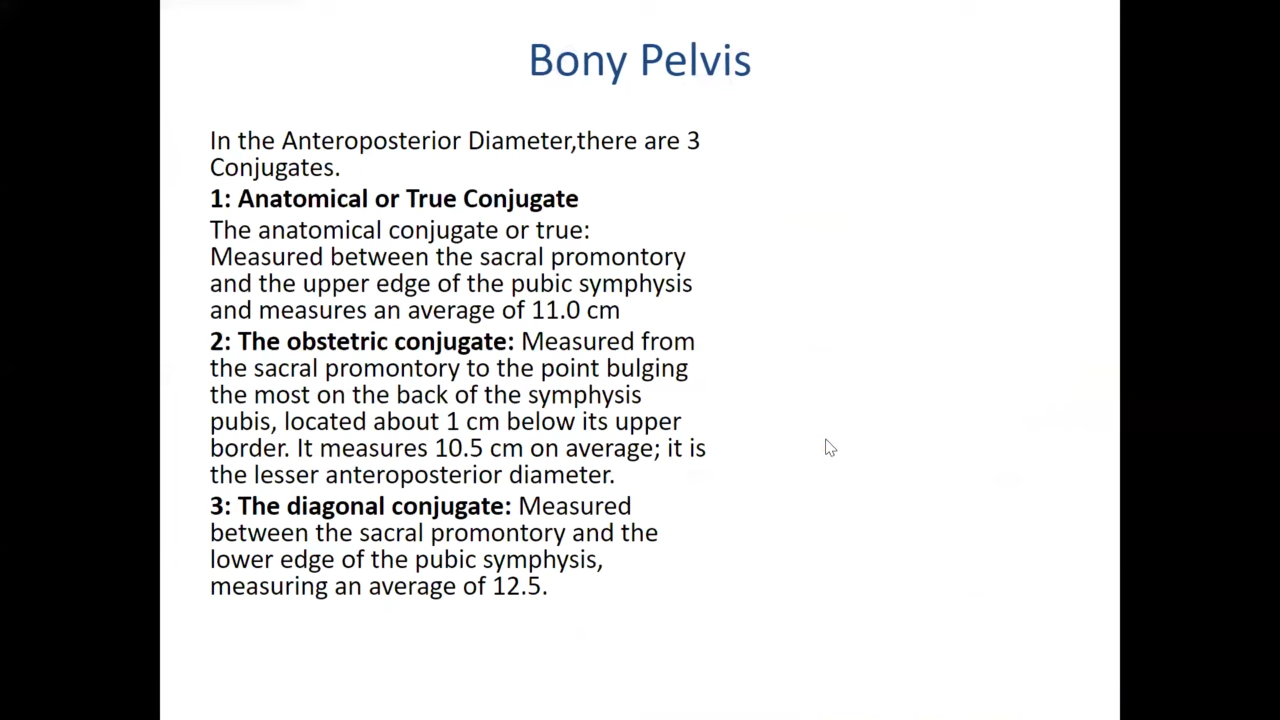 Bony Pelvis
In the Anteroposterior Diameter,there are 3
Conjugates.
1: Anatomical or True Conjugate
The anatomical conjugate or true:
Measured between the sacral promontory
and the upper edge of the pubic symphysis
and measures an average of 11.0 cm
2: The obstetric conjugate: Measured from
the sacral promontory to the point bulging
the most on the back of the symphysis
pubis, located about 1 cm below its upper
border. It measures 10.5 cm on average; it is
the lesser anteroposterior diameter.
3: The diagonal conjugate: Measured
between the sacral promontory and the
lower edge of the pubic symphysis,
measuring an average of 12.5.